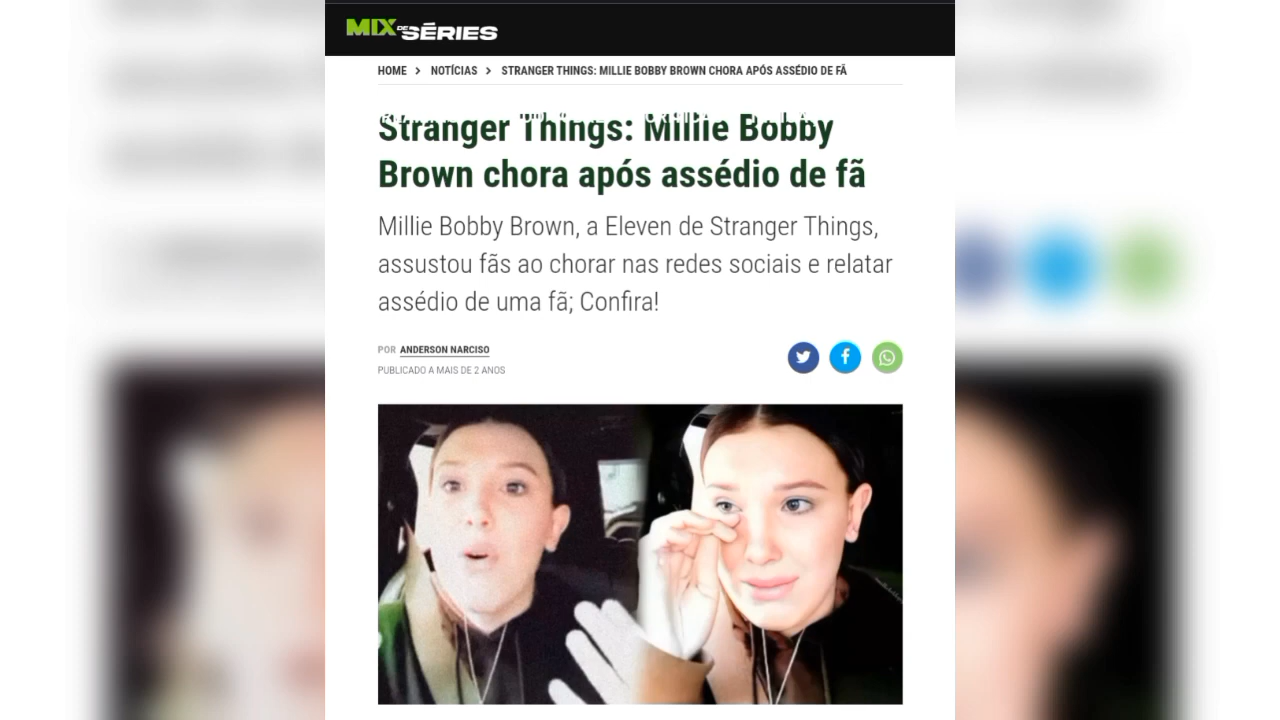 MIX DE SÉRIES
HOME > NOTÍCIAS > STRANGER THINGS: MILLIE BOBBY BROWN CHORA APÓS ASSÉDIO DE FÃ
Stranger Things: Millie Bobby
Brown chora após assédio de fã
Millie Bobby Brown, a Eleven de Stranger Things,
assustou fãs ao chorar nas redes sociais e relatar
assédio de uma fã; Confira!
POR ANDERSON NARCISO
PUBLICADO A MAIS DE 2 ANOS